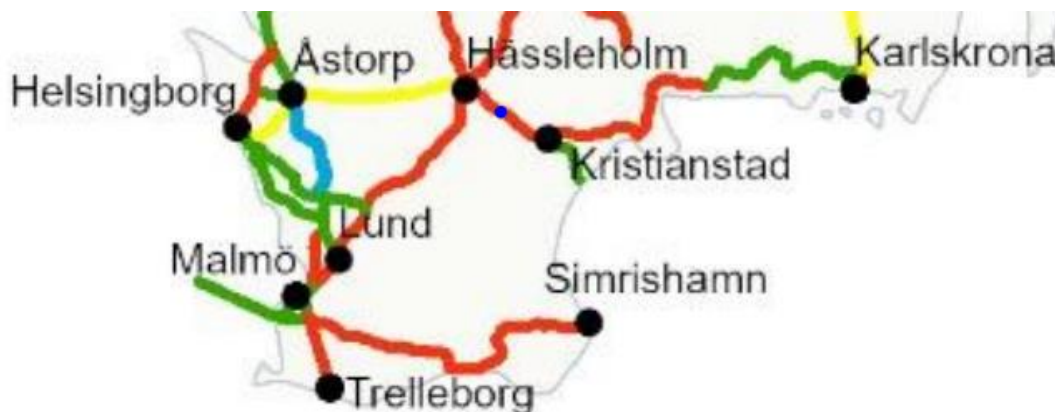 Åstorp
Hässleholm
Karlskrona
Helsingborg
Kristianstad
Lund
Malmö
Simrishamn
Trelleborg